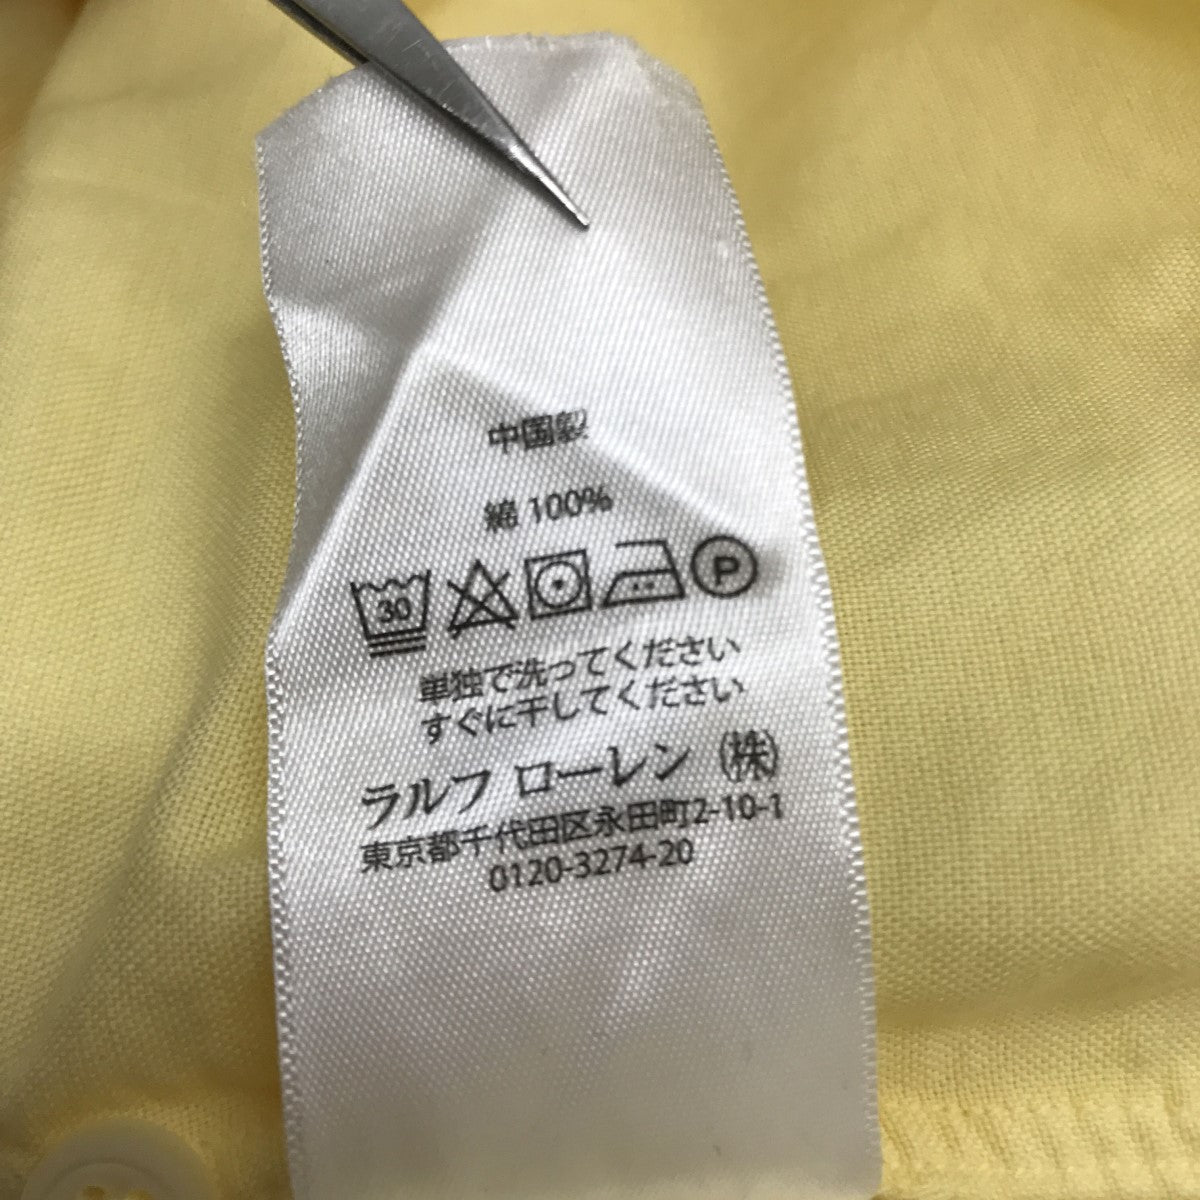 中国製
綿 100%
30 P
単独で洗ってください
すぐに干してください
ラルフ ローレン (株)
東京都千代田区永田町2-10-1
0120-3274-20